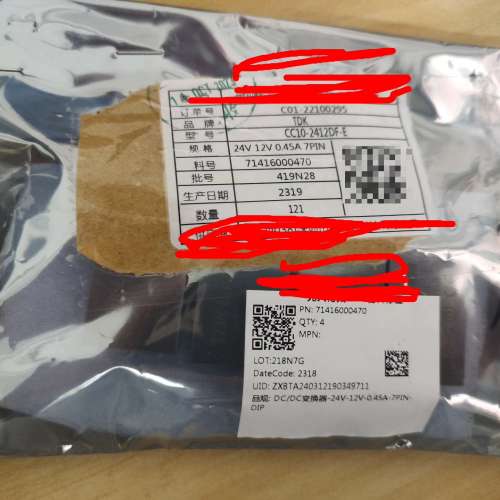 订单号 C01-22100295
品 牌 TDK
型 号 CC10-2412DF-E
规 格 24V 12V 0.45A 7PIN
料号 71416000470
批号 419N28
生产日期 2319
数量 121
PN: 71416000470
QTY: 4
MPN:
LOT:218N7G
DateCode: 2318
UID: ZXBTA240312190349711
品规: DC/DC变换器-24V-12V-0.45A-7PIN-
DIP